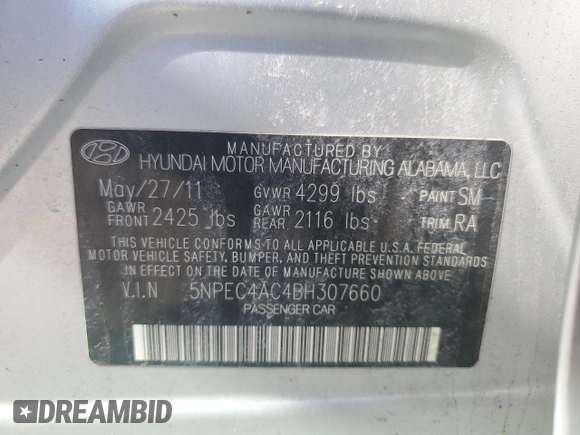 MANUFACTURED BY
HYUNDAI MOTOR MANUFACTURING ALABAMA, LLC
May/27/11 GVWR 4299 lbs PAINT SM
GAWR FRONT 2425 lbs GAWR REAR 2116 lbs TRIM RA
THIS VEHICLE CONFORMS TO ALL APPLICABLE U.S.A. FEDERAL
MOTOR VEHICLE SAFETY, BUMPER, AND THEFT PREVENTION STANDARDS
IN EFFECT ON THE DATE OF MANUFACTURE SHOWN ABOVE.
V.I.N 5NPEC4AC4BH307660
PASSENGER CAR
DREAMBID